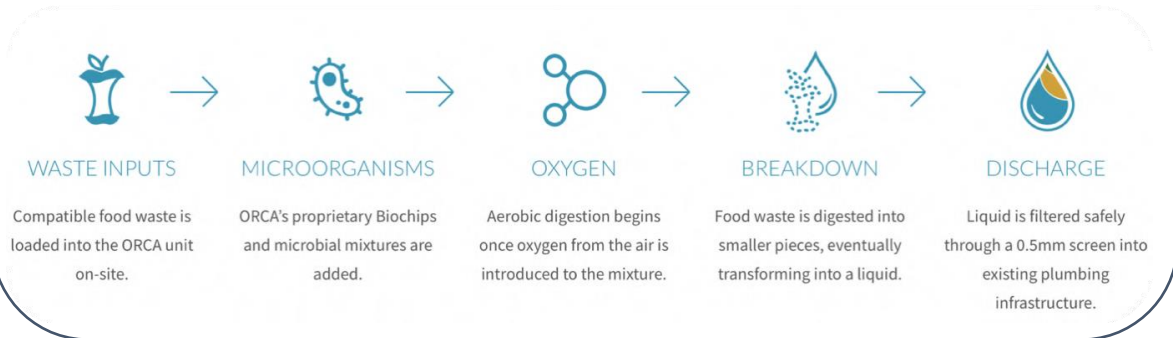 WASTE INPUTS
Compatible food waste is
loaded into the ORCA unit
on-site.
MICROORGANISMS
ORCA's proprietary Biochips
and microbial mixtures are
added.
OXYGEN
Aerobic digestion begins
once oxygen from the air is
introduced to the mixture.
BREAKDOWN
Food waste is digested into
smaller pieces, eventually
transforming into a liquid.
DISCHARGE
Liquid is filtered safely
through a 0.5mm screen into
existing plumbing
infrastructure.